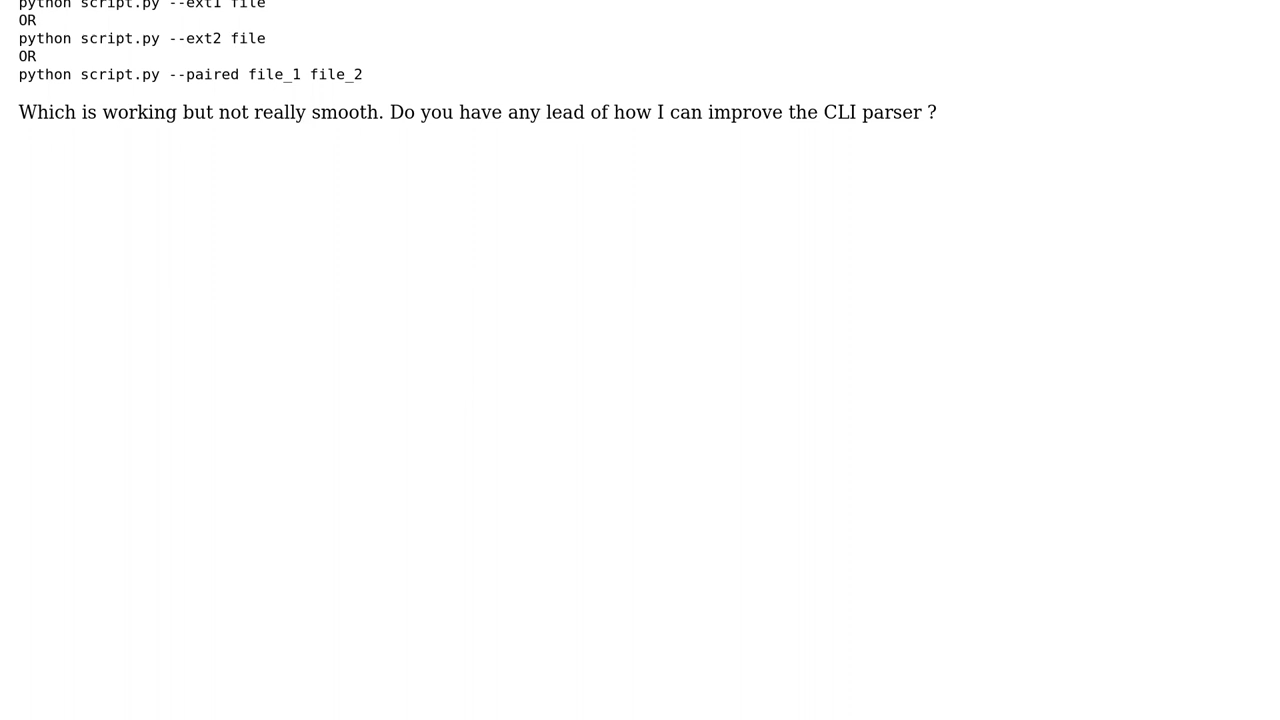 python script.py --ext1 file
OR
python script.py --ext2 file
OR
python script.py --paired file_1 file_2
Which is working but not really smooth. Do you have any lead of how I can improve the CLI parser ?